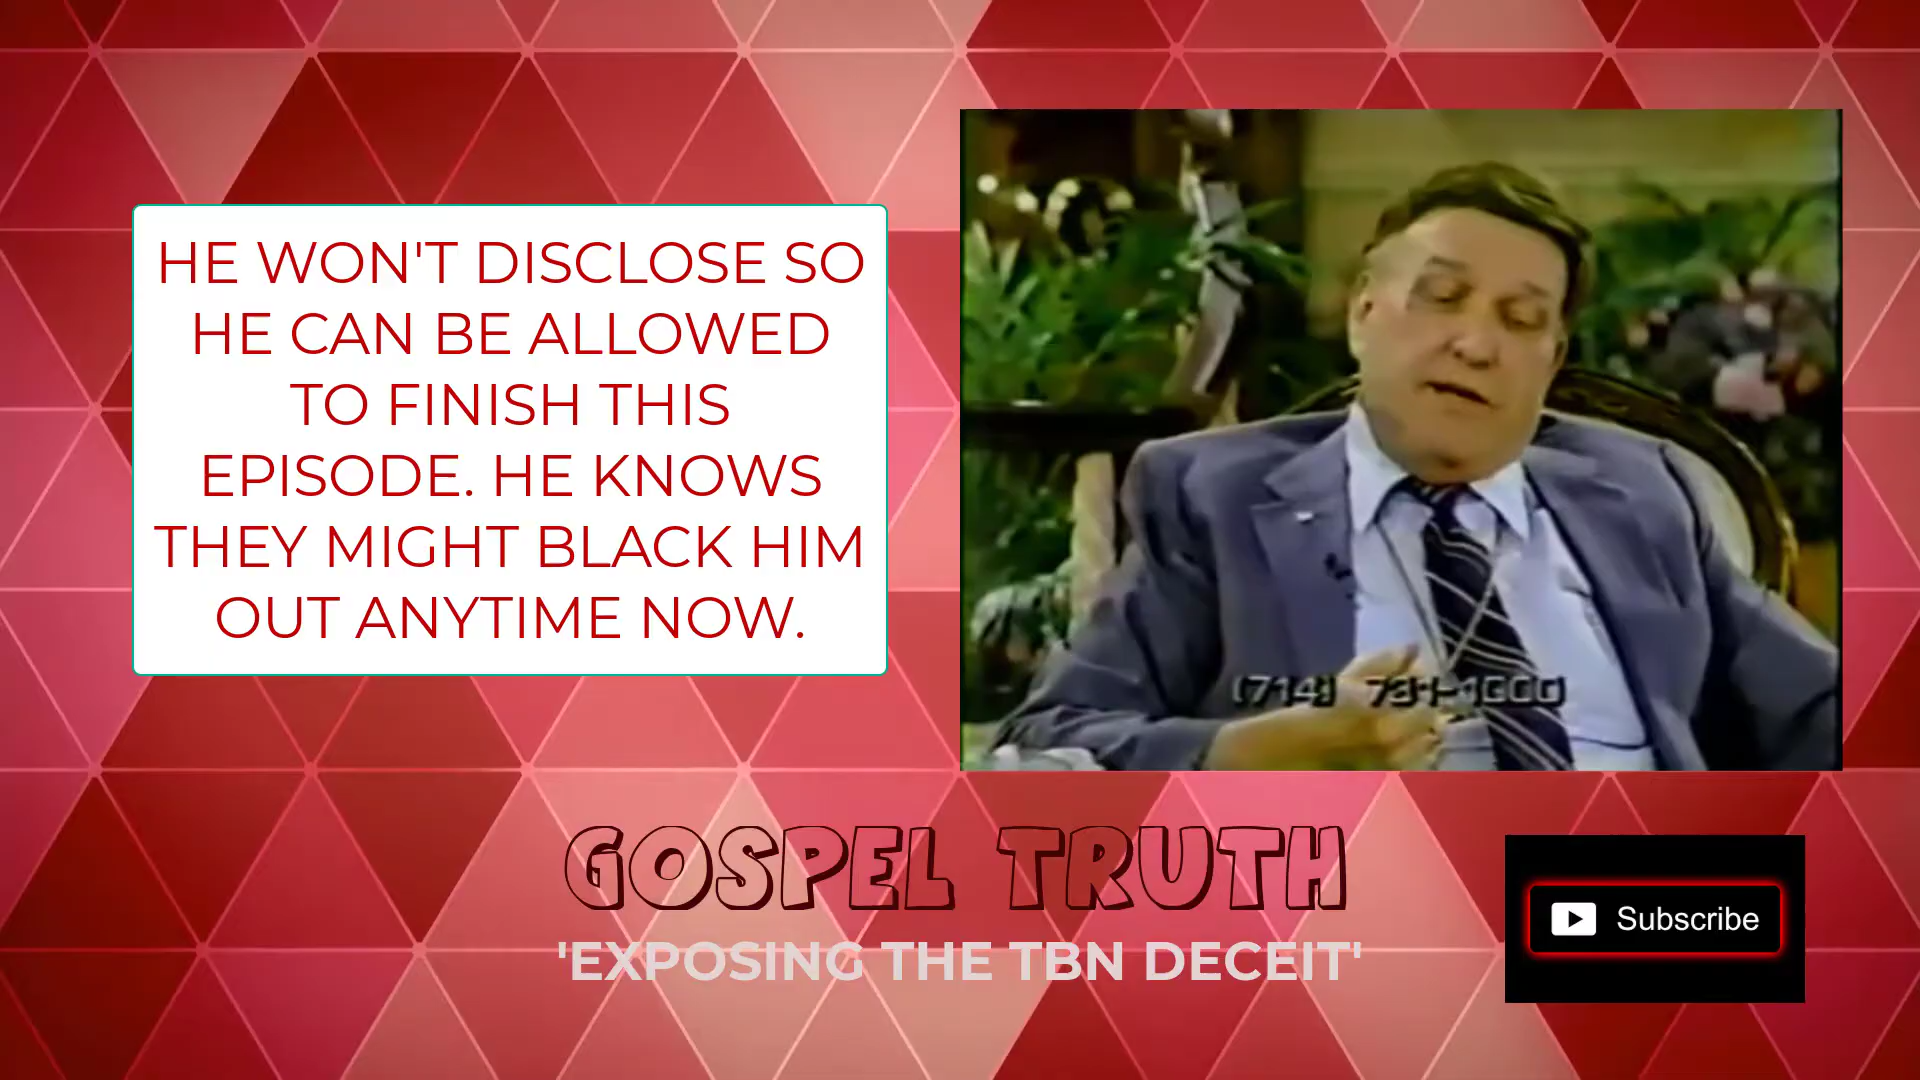 HE WON'T DISCLOSE SO
HE CAN BE ALLOWED
TO FINISH THIS
EPISODE. HE KNOWS
THEY MIGHT BLACK HIM
OUT ANYTIME NOW.
(714) 731-1000
GOSPEL TRUTH
'EXPOSING THE TBN DECEIT'
Subscribe